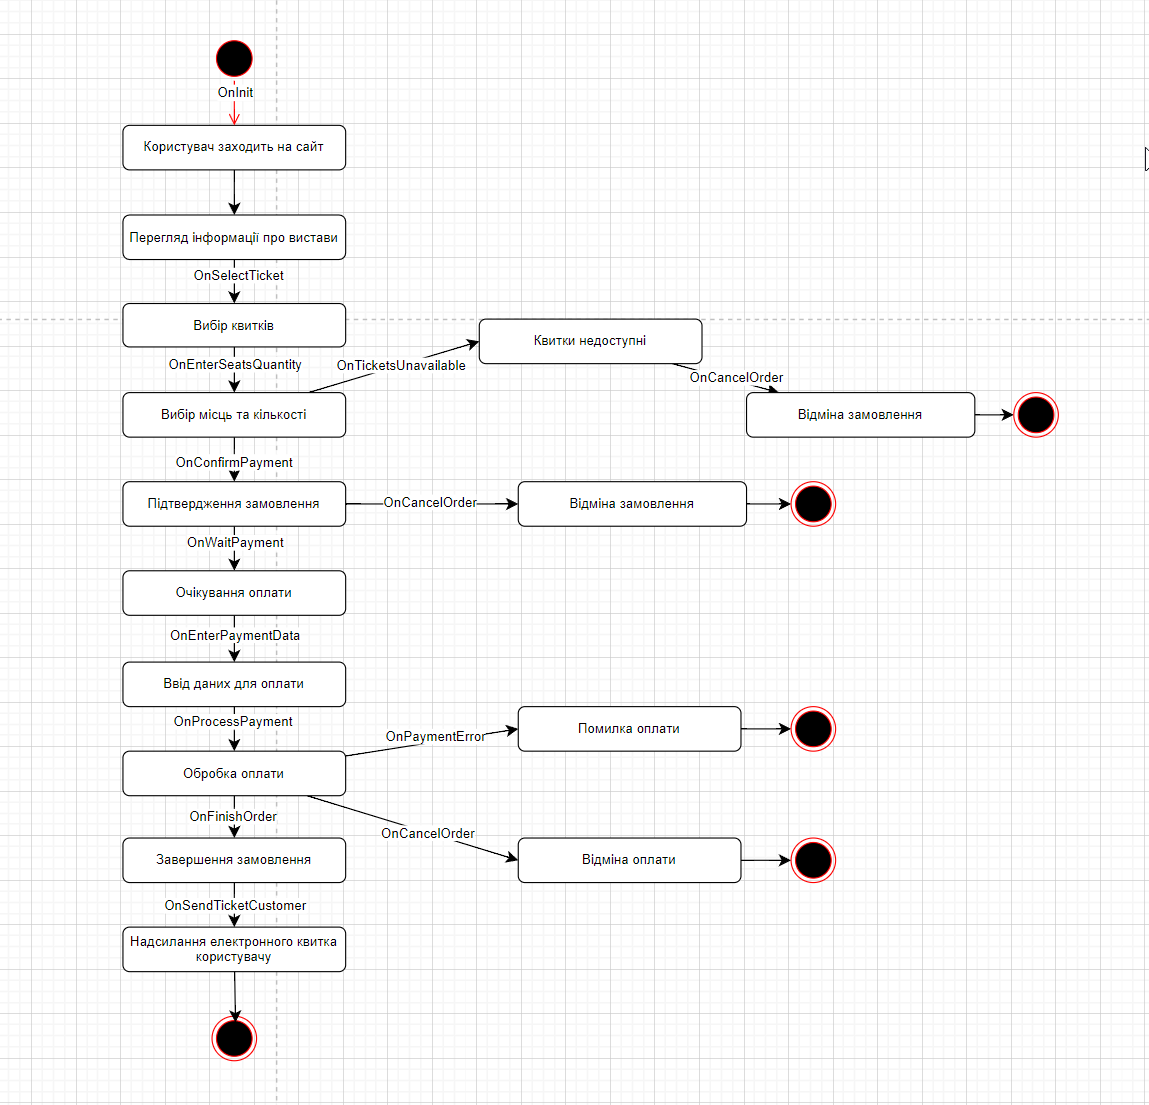 OnInit
Користувач заходить на сайт
Перегляд інформації про вистави
OnSelectTicket
Вибір квитків
OnEnterSeatsQuantity
OnTicketsUnavailable
Квитки недоступні
OnCancelOrder
Відміна замовлення
Вибір місць та кількості
OnConfirmPayment
Підтвердження замовлення
OnCancelOrder
Відміна замовлення
OnWaitPayment
Очікування оплати
OnEnterPaymentData
Ввід даних для оплати
OnProcessPayment
OnPaymentError
Помилка оплати
Обробка оплати
OnFinishOrder
OnCancelOrder
Відміна оплати
Завершення замовлення
OnSendTicketCustomer
Надсилання електронного квитка
користувачу